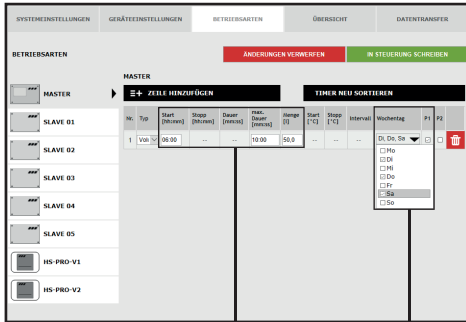 SYSTEMEINSTELLUNGEN GERÄTEEINSTELLUNGEN BETRIEBSARTEN ÜBERSICHT DATENTRANSFER
BETRIEBSARTEN ÄNDERUNGEN VERWERFEN IN STEUERUNG SCHREIBEN
MASTER
MASTER ZEILE HINZUFÜGEN TIMER NEU SORTIEREN
Nr. Typ Start [hh:mm] Stopp [hh:mm] Dauer [mm:ss] max. Dauer [mm:ss] Menge [l] Start [°C] Stopp [°C] Intervall Wochentag P1 P2
1 Vol 06:00 -- -- 10:00 50,0 -- -- -- Di, Do, Sa
Mo
Di
Mi
Do
Fr
Sa
So
SLAVE 01
SLAVE 02
SLAVE 03
SLAVE 04
SLAVE 05
HS-PRO-V1
HS-PRO-V2